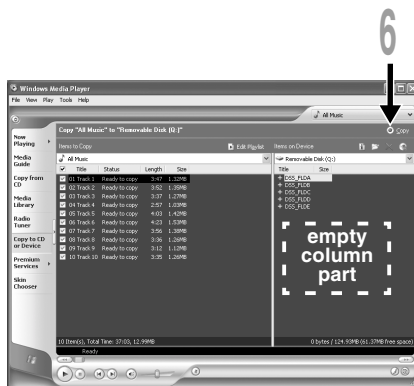 6
Windows Media Player
File View Play Tools Help
All Music
Copy "All Music" to "Removable Disk (Q:)"
Copy
Now Playing
Media Guide
Copy from CD
Media Library
Radio Tuner
Copy to CD or Device
Premium Services
Skin Chooser
Items to Copy
Edit Playlist
Items on Device
All Music
Removable Disk (Q:)
Title Status Length Size
Title Size
01 Track 1 Ready to copy 3:47 1.32MB
02 Track 2 Ready to copy 3:52 1.35MB
03 Track 3 Ready to copy 3:37 1.27MB
04 Track 4 Ready to copy 2:57 1.03MB
05 Track 5 Ready to copy 4:03 1.42MB
06 Track 6 Ready to copy 4:23 1.53MB
07 Track 7 Ready to copy 3:56 1.38MB
08 Track 8 Ready to copy 3:36 1.26MB
09 Track 9 Ready to copy 3:12 1.12MB
10 Track 10 Ready to copy 3:35 1.26MB
DSS_FLDA
DSS_FLDB
DSS_FLDC
DSS_FLDD
DSS_FLDE
empty
column
part
10 Item(s), Total Time: 37:03, 12.99MB
0 bytes / 124.93MB (61.37MB free space)
Ready